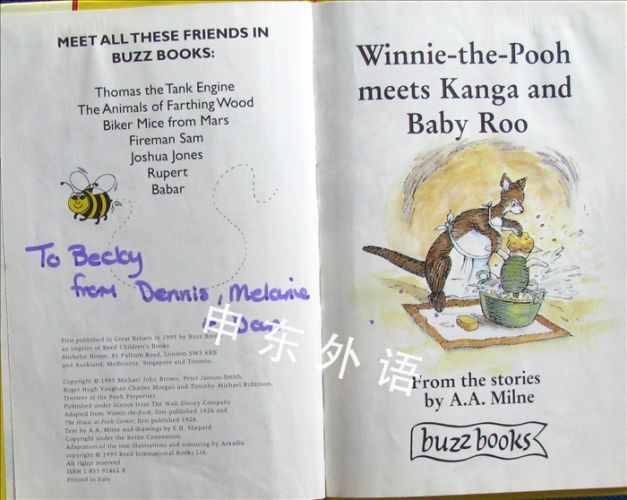 MEET ALL THESE FRIENDS IN
BUZZ BOOKS:
Thomas the Tank Engine
The Animals of Farthing Wood
Biker Mice from Mars
Fireman Sam
Joshua Jones
Rupert
Babar
To Becky
from Dennis, Melanie
& Dan
First published in Great Britain in 1995 by Buzz Books
an imprint of Reed Children's Books
Michelin House, 81 Fulham Road, London SW3 6RB
and Auckland, Melbourne, Singapore and Toronto.
Copyright © 1995 Michael John Brown, Peter Janson-Smith,
Roger Hugh Vaughan Charles Morgan and Timothy Michael Robinson,
Trustees of the Pooh Properties.
Published under licence from The Walt Disney Company
Adapted from Winnie-the-Pooh, first published 1926 and
The House at Pooh Corner, first published 1928.
Text by A.A. Milne and drawings by E.H. Shepard
Copyright under the Berne Convention.
Adaptation of the line illustrations and colouring by Arkadia
copyright © 1995 Reed International Books Ltd.
All rights reserved
ISBN 1 855 91462 X
Printed in Italy
Winnie-the-Pooh
meets Kanga and
Baby Roo
From the stories
by A.A. Milne
buzz books
申东外语